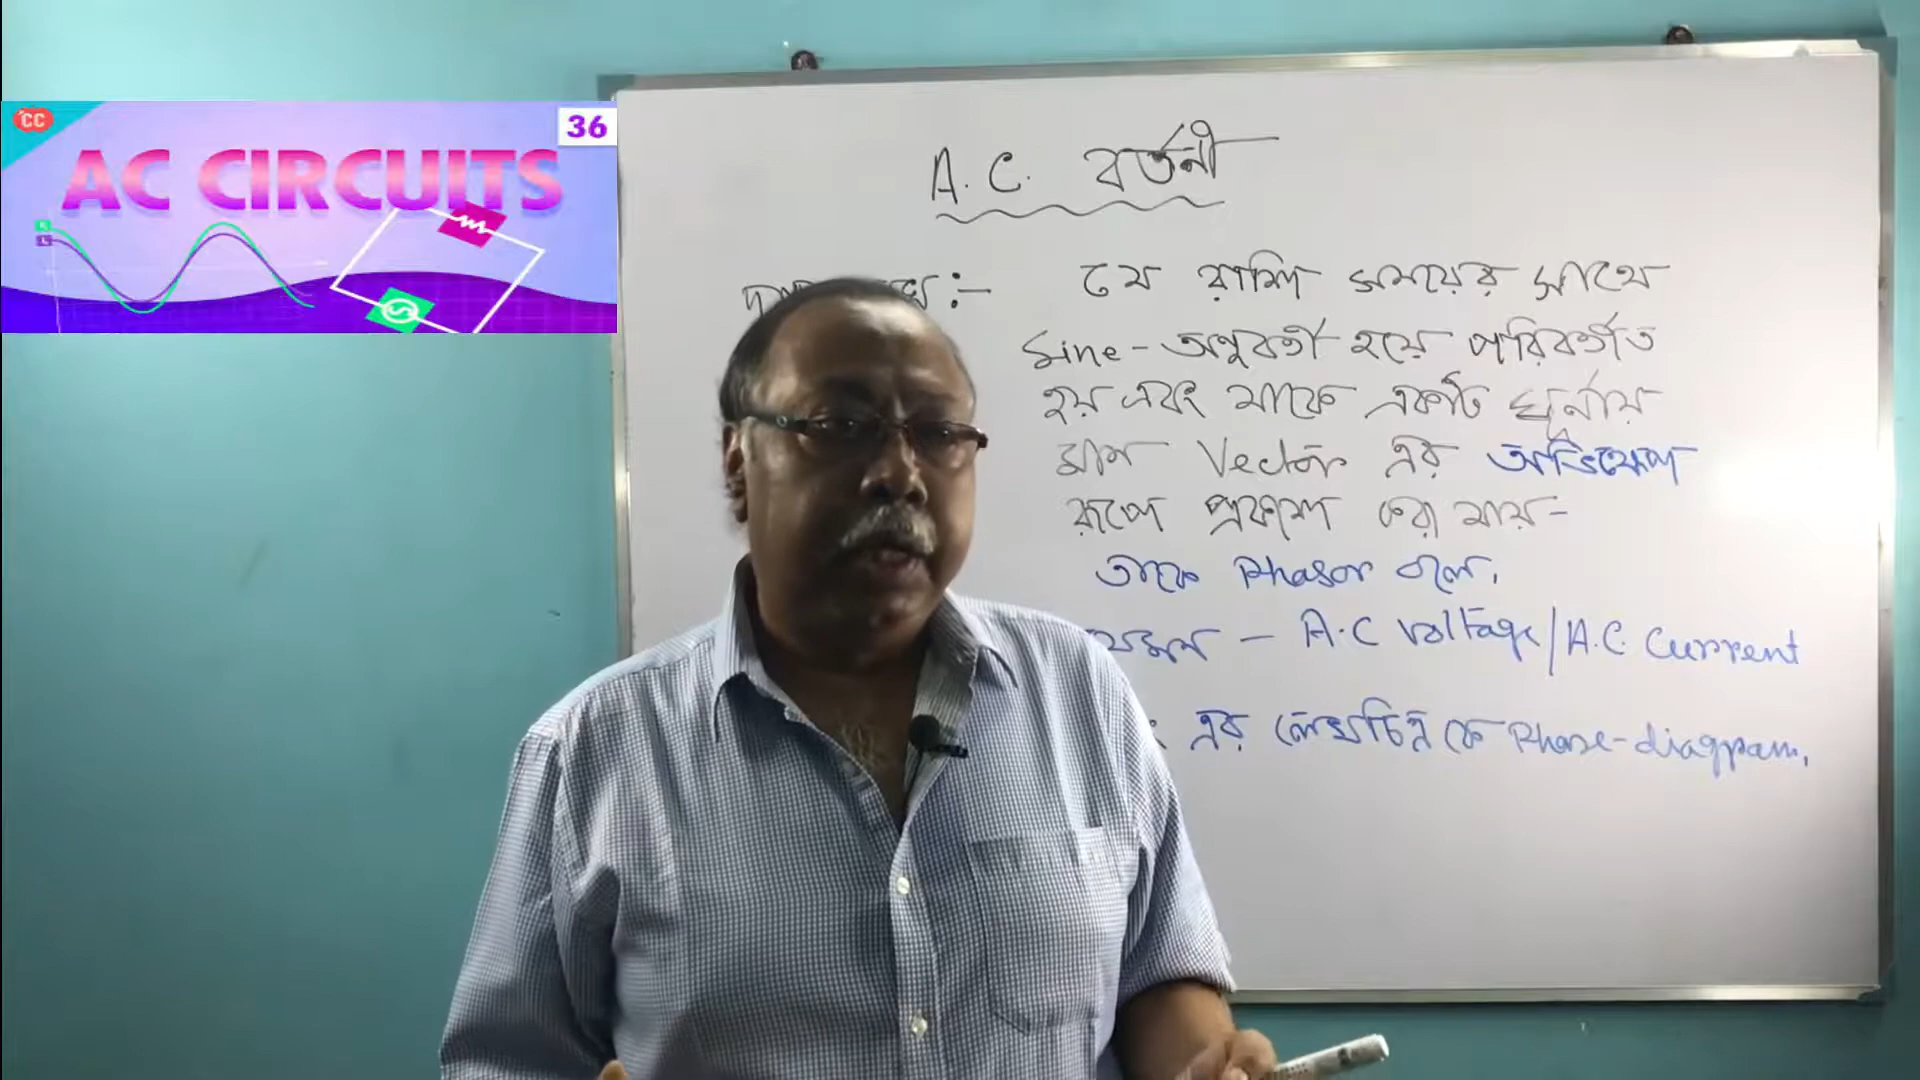 CC
36
AC CIRCUITS
A. C. বর্তনী
:- যে রাশি সময়ের সাথে
Sine - অনুবর্তী হয়ে পরিবর্তীত
হয় এবং যাকে একটি ঘূর্নায়
মান Vector এর অভিক্ষেপ
রূপে প্রকাশ করা যায় -
তাকে Phasor বলে,
যেমন - A.C voltage/A.C. Current
এর লেখচিত্র কে Phase-diagram,